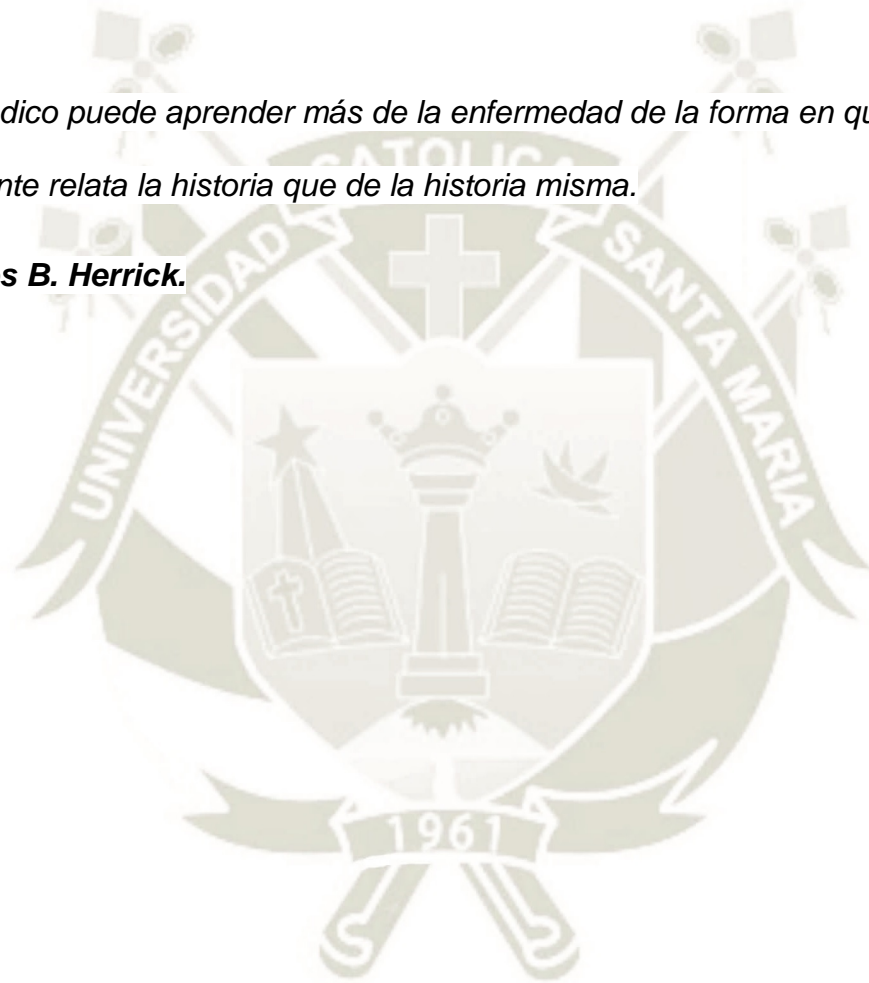 dico puede aprender más de la enfermedad de la forma en qu
nte relata la historia que de la historia misma.
s B. Herrick.
UNIVERSIDAD CATOLICA SANTA MARIA
1961